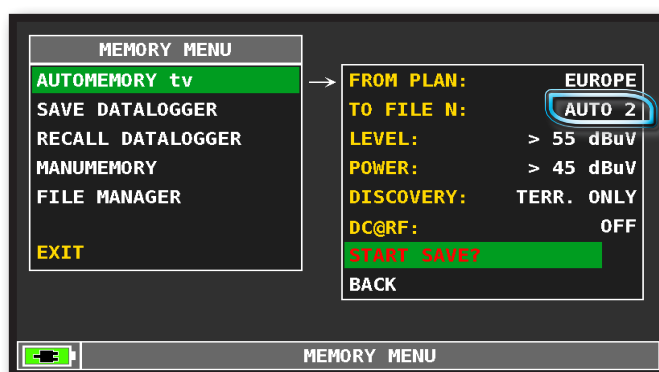 MEMORY MENU
AUTOMEMORY tv
SAVE DATALOGGER
RECALL DATALOGGER
MANUMEMORY
FILE MANAGER
EXIT
FROM PLAN: EUROPE
TO FILE N: AUTO 2
LEVEL: > 55 dBuV
POWER: > 45 dBuV
DISCOVERY: TERR. ONLY
DC@RF: OFF
START SAVE?
BACK
MEMORY MENU